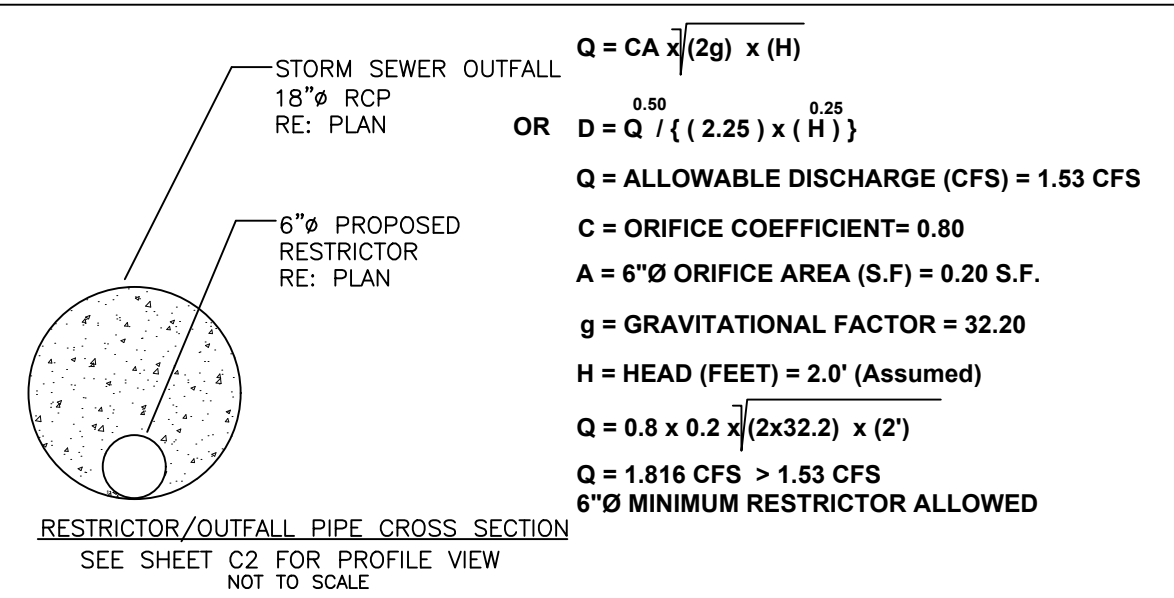 STORM SEWER OUTFALL
18"ø RCP
RE: PLAN
6"ø PROPOSED
RESTRICTOR
RE: PLAN
RESTRICTOR/OUTFALL PIPE CROSS SECTION
SEE SHEET C2 FOR PROFILE VIEW
NOT TO SCALE
Q = CA x √(2g) x (H)
OR D = Q^0.50 / { ( 2.25 ) x ( H^0.25 ) }
Q = ALLOWABLE DISCHARGE (CFS) = 1.53 CFS
C = ORIFICE COEFFICIENT= 0.80
A = 6"Ø ORIFICE AREA (S.F) = 0.20 S.F.
g = GRAVITATIONAL FACTOR = 32.20
H = HEAD (FEET) = 2.0' (Assumed)
Q = 0.8 x 0.2 x √(2x32.2) x (2')
Q = 1.816 CFS > 1.53 CFS
6"Ø MINIMUM RESTRICTOR ALLOWED